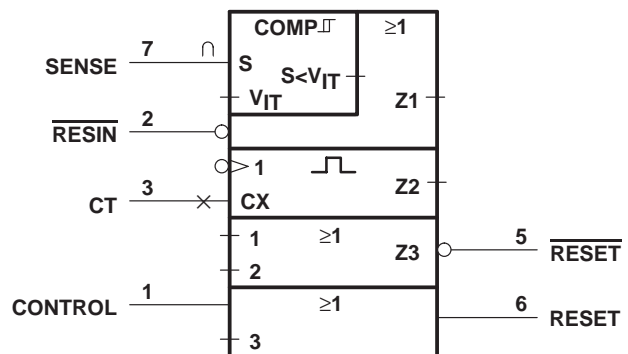 COMP ≥1
7 ∩
SENSE S
S<VIT
VIT
Z1
2
RESIN
1
Z2
3
CT CX
1 ≥1
Z3 5
RESET
2
1
CONTROL ≥1
6
RESET
3